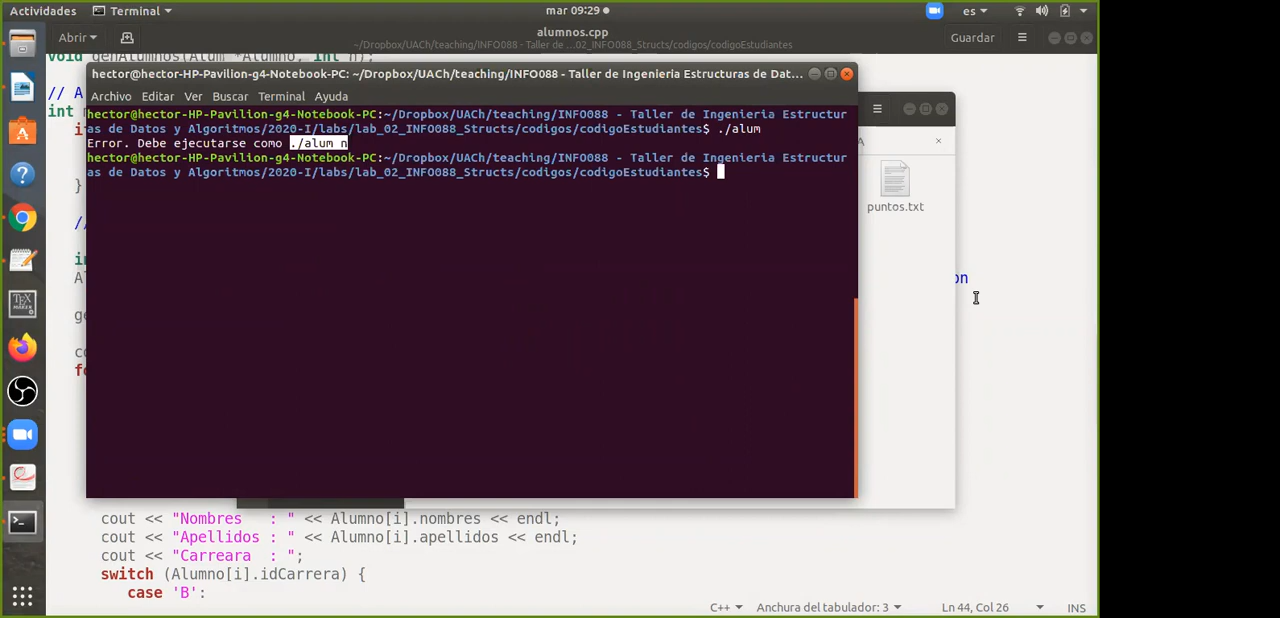 Actividades Terminal mar 09:29 es
Abrir alumnos.cpp Guardar
~/Dropbox/UACh/teaching/INFO088 - Taller de ...02_INFO088_Structs/codigos/codigoEstudiantes
void genAlumnos(Alum *Alumno, int n);
hector@hector-HP-Pavilion-g4-Notebook-PC: ~/Dropbox/UACh/teaching/INFO088 - Taller de Ingenieria Estructuras de Dat...
// A
Archivo Editar Ver Buscar Terminal Ayuda
int
hector@hector-HP-Pavilion-g4-Notebook-PC:~/Dropbox/UACh/teaching/INFO088 - Taller de Ingenieria Estructur
as de Datos y Algoritmos/2020-I/labs/lab_02_INFO088_Structs/codigos/codigoEstudiantes$ ./alum
Error. Debe ejecutarse como ./alum n
hector@hector-HP-Pavilion-g4-Notebook-PC:~/Dropbox/UACh/teaching/INFO088 - Taller de Ingenieria Estructur
as de Datos y Algoritmos/2020-I/labs/lab_02_INFO088_Structs/codigos/codigoEstudiantes$
}
puntos.txt
//
cout << "Nombres   : " << Alumno[i].nombres << endl;
cout << "Apellidos : " << Alumno[i].apellidos << endl;
cout << "Carreara  : ";
switch (Alumno[i].idCarrera) {
case 'B':
C++ Anchura del tabulador: 3 Ln 44, Col 26 INS